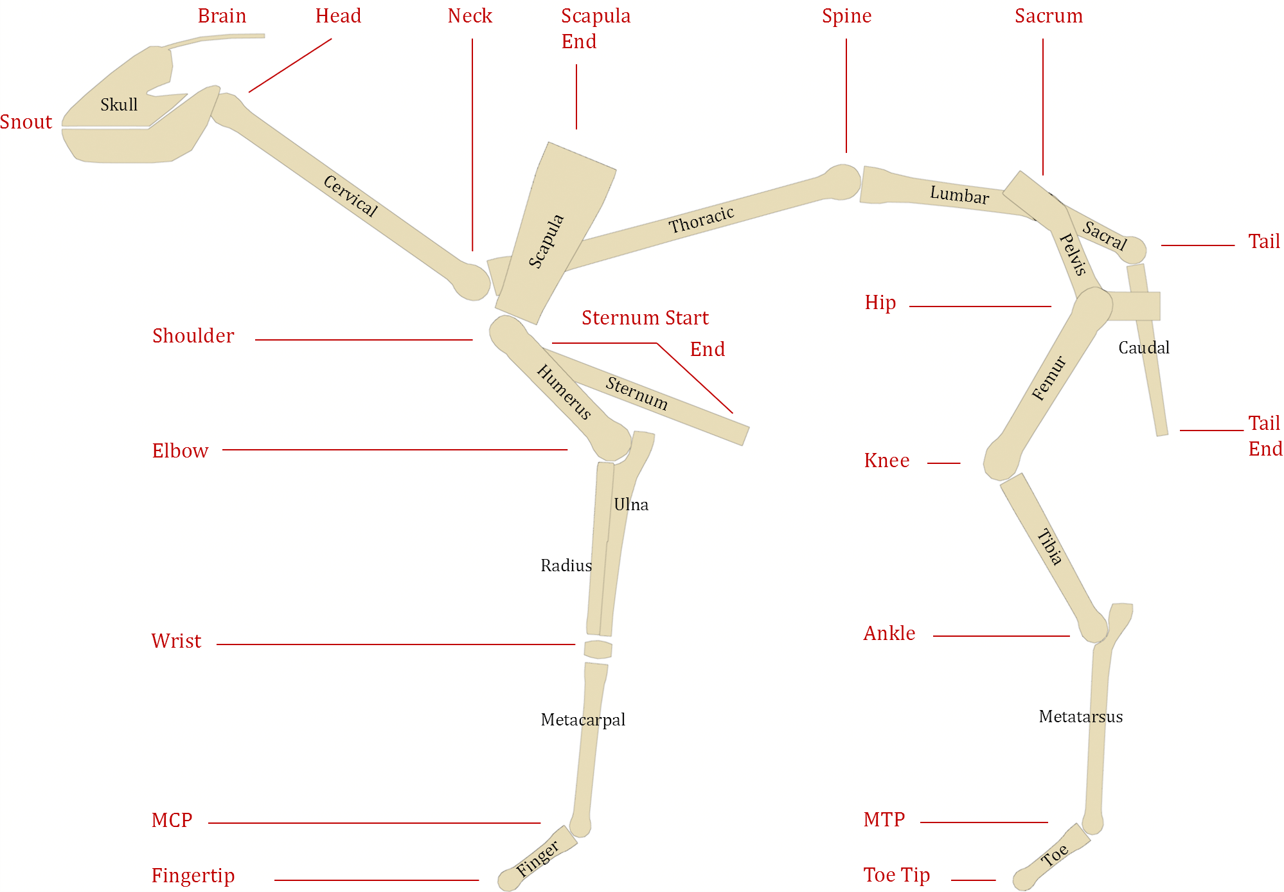 Brain
Head
Neck
Scapula
End
Spine
Sacrum
Skull
Snout
Cervical
Scapula
Thoracic
Lumbar
Sacral
Pelvis
Tail
Hip
Shoulder
Sternum Start
End
Caudal
Humerus
Sternum
Femur
Tail
End
Elbow
Knee
Ulna
Radius
Tibia
Wrist
Ankle
Metacarpal
Metatarsus
MCP
MTP
Finger
Toe
Fingertip
Toe Tip